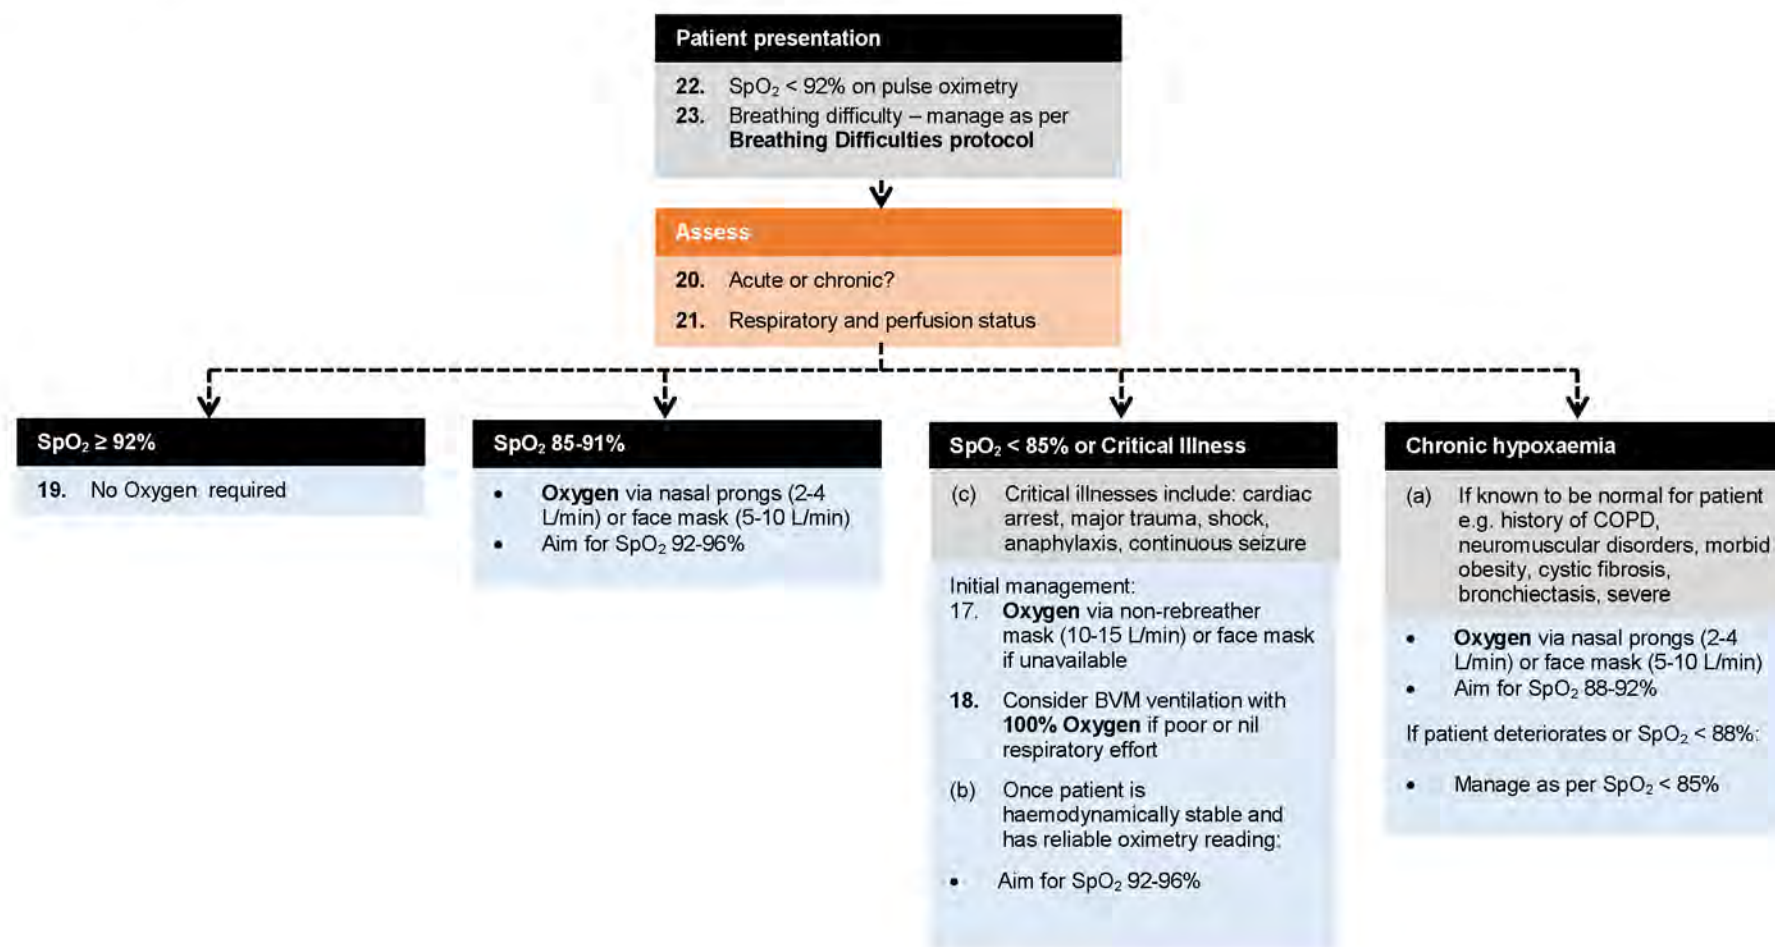 Patient presentation
22. SpO₂ < 92% on pulse oximetry
23. Breathing difficulty – manage as per
Breathing Difficulties protocol
Assess
20. Acute or chronic?
21. Respiratory and perfusion status
SpO₂ ≥ 92%
19. No Oxygen required
SpO₂ 85-91%
• Oxygen via nasal prongs (2-4
L/min) or face mask (5-10 L/min)
• Aim for SpO₂ 92-96%
SpO₂ < 85% or Critical Illness
(c) Critical illnesses include: cardiac
arrest, major trauma, shock,
anaphylaxis, continuous seizure
Initial management:
17. Oxygen via non-rebreather
mask (10-15 L/min) or face mask
if unavailable
18. Consider BVM ventilation with
100% Oxygen if poor or nil
respiratory effort
(b) Once patient is
haemodynamically stable and
has reliable oximetry reading:
• Aim for SpO₂ 92-96%
Chronic hypoxaemia
(a) If known to be normal for patient
e.g. history of COPD,
neuromuscular disorders, morbid
obesity, cystic fibrosis,
bronchiectasis, severe
• Oxygen via nasal prongs (2-4
L/min) or face mask (5-10 L/min)
• Aim for SpO₂ 88-92%
If patient deteriorates or SpO₂ < 88%:
• Manage as per SpO₂ < 85%